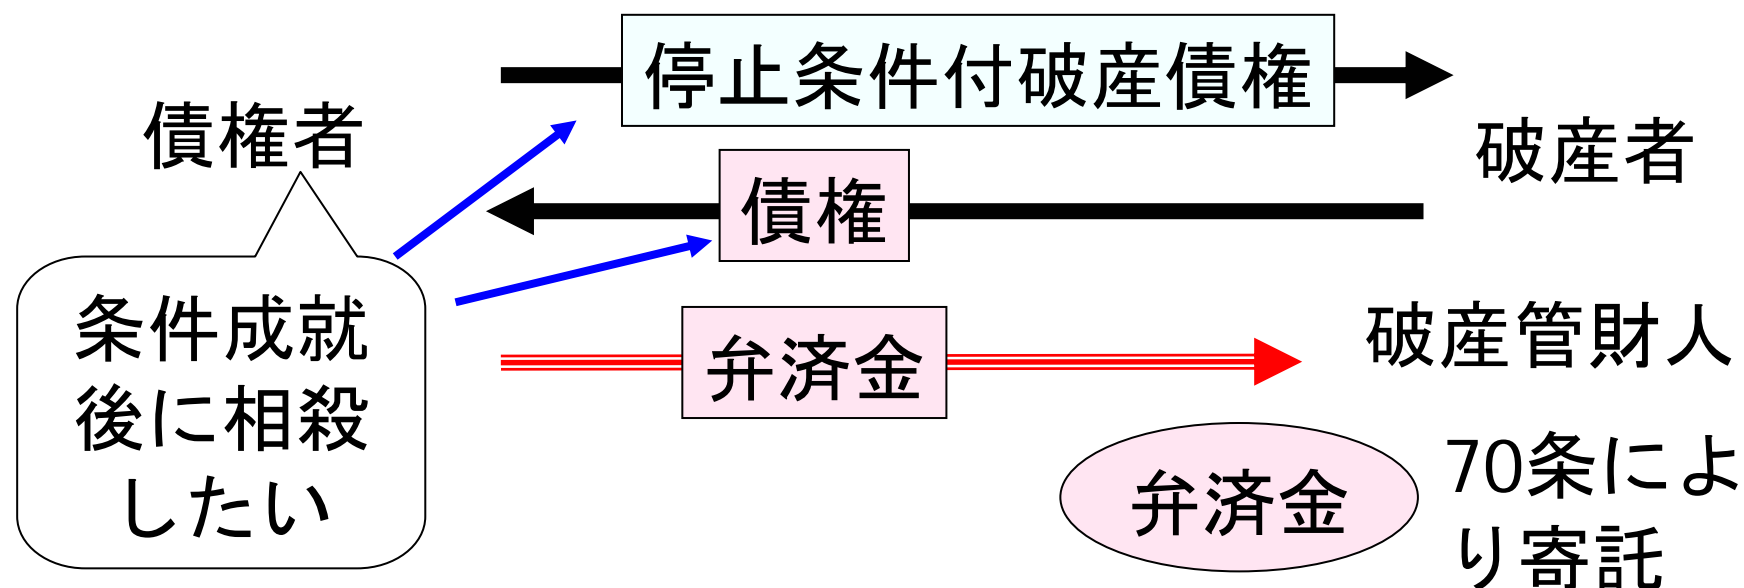 停止条件付破産債権
債権者
破産者
債権
条件成就
後に相殺
したい
弁済金
破産管財人
弁済金
70条によ
り寄託